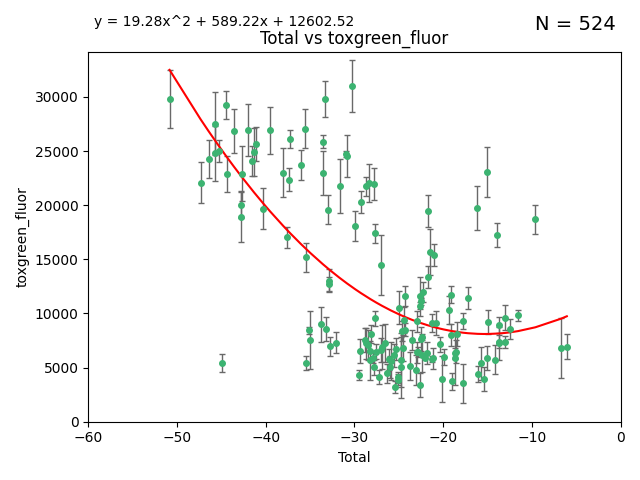 y = 19.28x^2 + 589.22x + 12602.52
N = 524
Total vs toxgreen_fluor
30000
25000
20000
15000
10000
5000
0
toxgreen_fluor
−60
−50
−40
−30
−20
−10
0
Total